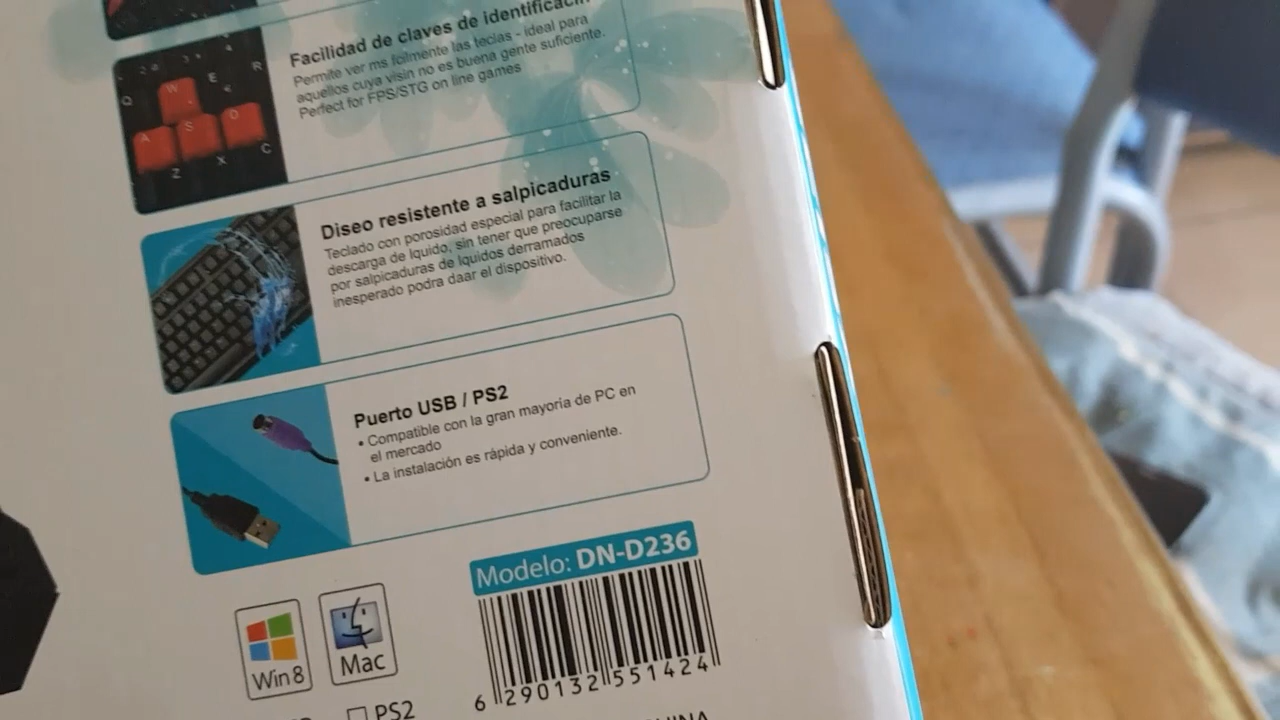 Facilidad de claves de
Permite ver ms fcilmente las teclas - ideal para
aquellos cuya visin no es buena gente suficiente.
Perfect for FPS/STG on line games
Q W E R
A S D
Z X C
Diseo resistente a salpicaduras
Teclado con porosidad especial para facilitar la
descarga de lquido, sin tener que preocuparse
por salpicaduras de lquidos derramados
inesperado podra daar el dispositivo.
Puerto USB / PS2
• Compatible con la gran mayoria de PC en
el mercado
• La instalación es rápida y conveniente.
Modelo: DN-D236
Win 8
Mac
6 290132 551424
PS2